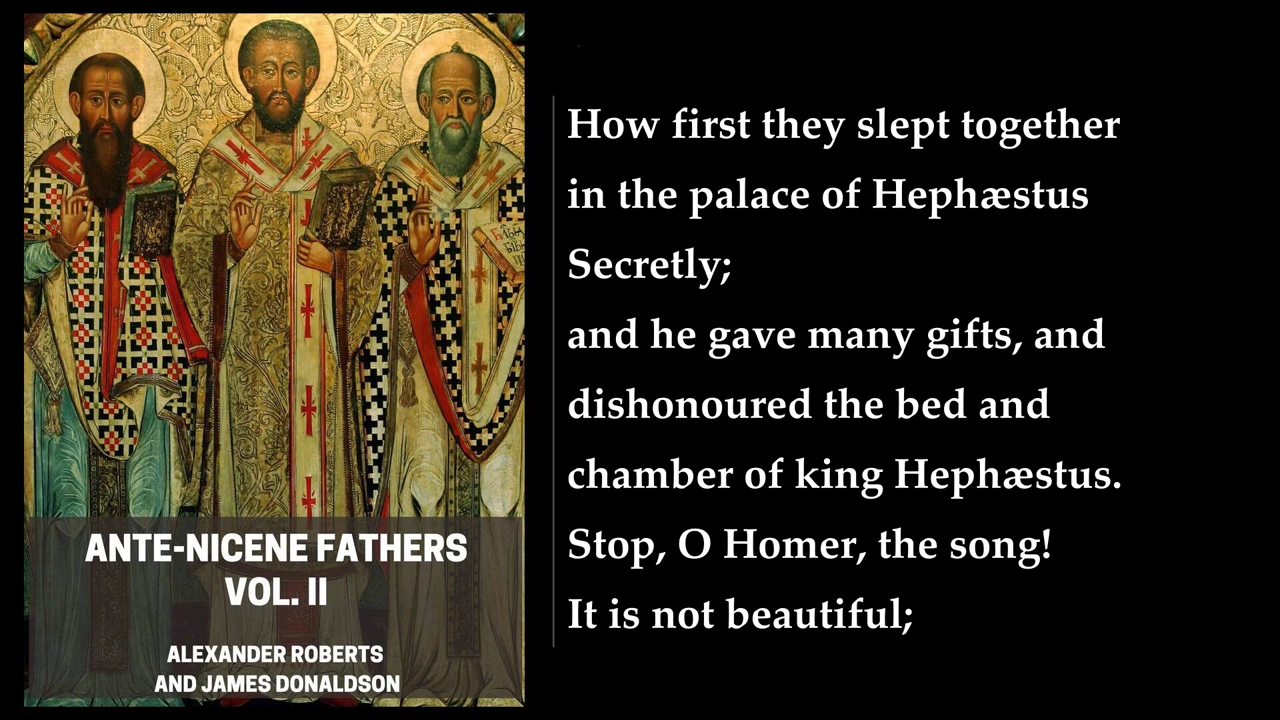 ANTE-NICENE FATHERS
VOL. II
ALEXANDER ROBERTS
AND JAMES DONALDSON
How first they slept together
in the palace of Hephæstus
Secretly;
and he gave many gifts, and
dishonoured the bed and
chamber of king Hephæstus.
Stop, O Homer, the song!
It is not beautiful;